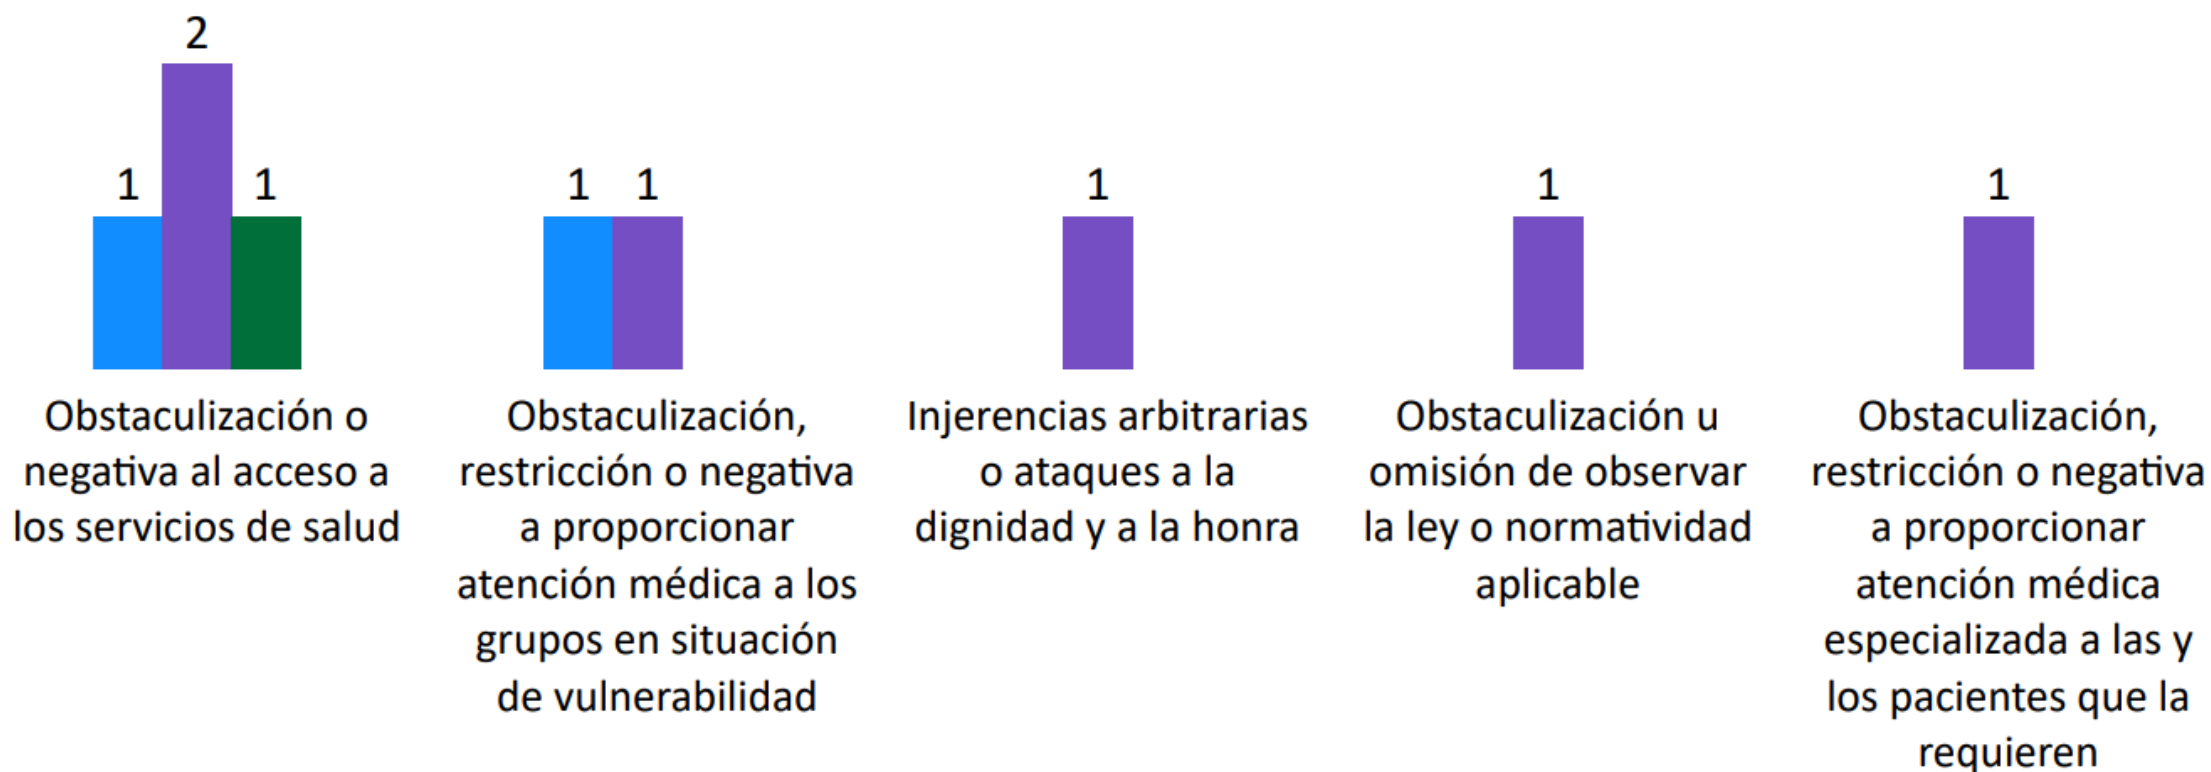 2
1
1
1 1
1
1
1
Obstaculización o
negativa al acceso a
los servicios de salud
Obstaculización,
restricción o negativa
a proporcionar
atención médica a los
grupos en situación
de vulnerabilidad
Injerencias arbitrarias
o ataques a la
dignidad y a la honra
Obstaculización u
omisión de observar
la ley o normatividad
aplicable
Obstaculización,
restricción o negativa
a proporcionar
atención médica
especializada a las y
los pacientes que la
requieren